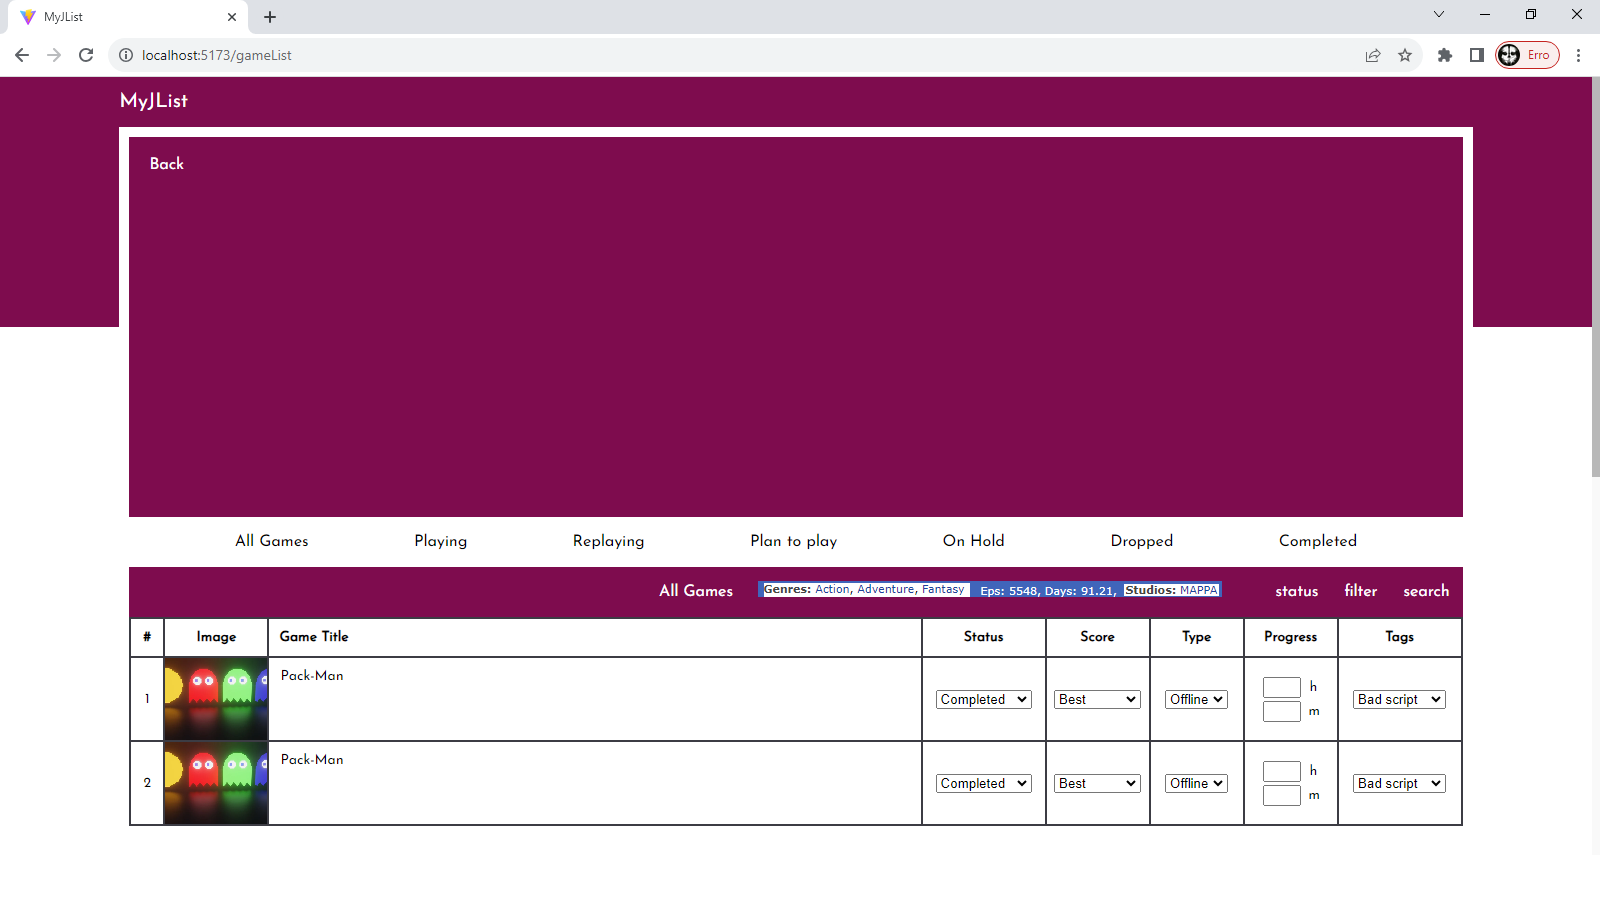 MyJList
localhost:5173/gameList
Erro
MyJList
Back
All Games Playing Replaying Plan to play On Hold Dropped Completed
All Games Genres: Action, Adventure, Fantasy Eps: 5548, Days: 91.21, Studios: MAPPA status filter search
# Image Game Title Status Score Type Progress Tags
1 Pack-Man Completed Best Offline h Bad script
m
2 Pack-Man Completed Best Offline h Bad script
m